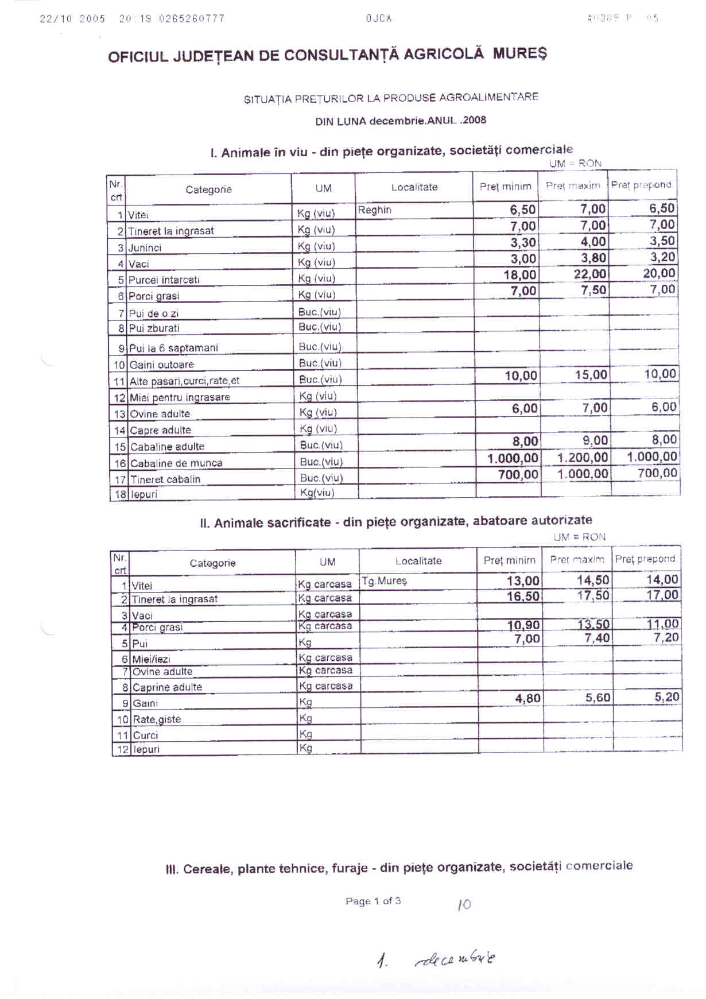 22/10 2005 20:19 0265260777 OJCA #0389 P 05
OFICIUL JUDEȚEAN DE CONSULTANȚĂ AGRICOLĂ MUREȘ
SITUAȚIA PREȚURILOR LA PRODUSE AGROALIMENTARE
DIN LUNA decembrie.ANUL .2008
I. Animale în viu - din piețe organizate, societăți comerciale
UM = RON
Nr. crt Categorie UM Localitate Preț minim Preț maxim Preț prepond.
1 Vitei Kg (viu) Reghin 6,50 7,00 6,50
2 Tineret la ingrasat Kg (viu) 7,00 7,00 7,00
3 Juninci Kg (viu) 3,30 4,00 3,50
4 Vaci Kg (viu) 3,00 3,80 3,20
5 Purcei intarcati Kg (viu) 18,00 22,00 20,00
6 Porci grasi Kg (viu) 7,00 7,50 7,00
7 Pui de o zi Buc.(viu)
8 Pui zburati Buc.(viu)
9 Pui la 6 saptamani Buc.(viu)
10 Gaini outoare Buc.(viu)
11 Alte pasari,curci,rate,et Buc.(viu) 10,00 15,00 10,00
12 Miei pentru ingrasare Kg (viu)
13 Ovine adulte Kg (viu) 6,00 7,00 6,00
14 Capre adulte Kg (viu)
15 Cabaline adulte Buc.(viu) 8,00 9,00 8,00
16 Cabaline de munca Buc.(viu) 1.000,00 1.200,00 1.000,00
17 Tineret cabalin Buc.(viu) 700,00 1.000,00 700,00
18 Iepuri Kg(viu)
II. Animale sacrificate - din piețe organizate, abatoare autorizate
UM = RON
Nr. crt Categorie UM Localitate Preț minim Preț maxim Preț prepond.
1 Vitei Kg carcasa Tg.Mureș 13,00 14,50 14,00
2 Tineret la ingrasat Kg carcasa 16,50 17,50 17,00
3 Vaci Kg carcasa
4 Porci grasi Kg carcasa 10,90 13,50 11,00
5 Pui Kg 7,00 7,40 7,20
6 Miei/iezi Kg carcasa
7 Ovine adulte Kg carcasa
8 Caprine adulte Kg carcasa
9 Gaini Kg 4,80 5,60 5,20
10 Rate,giste Kg
11 Curci Kg
12 Iepuri Kg
III. Cereale, plante tehnice, furaje - din piețe organizate, societăți comerciale
Page 1 of 3 10
1. decembrie